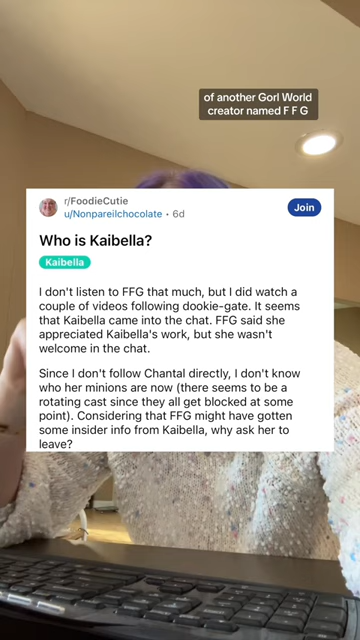 of another Gorl World
creator named F F G
r/FoodieCutie
u/Nonpareilchocolate • 6d
Join
Who is Kaibella?
Kaibella
I don't listen to FFG that much, but I did watch a
couple of videos following dookie-gate. It seems
that Kaibella came into the chat. FFG said she
appreciated Kaibella's work, but she wasn't
welcome in the chat.
Since I don't follow Chantal directly, I don't know
who her minions are now (there seems to be a
rotating cast since they all get blocked at some
point). Considering that FFG might have gotten
some insider info from Kaibella, why ask her to
leave?